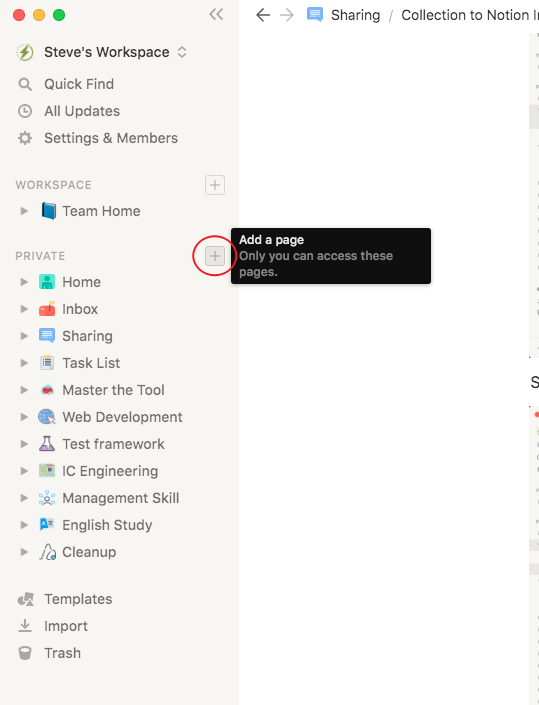 Sharing / Collection to Notion
Steve's Workspace
Quick Find
All Updates
Settings & Members
WORKSPACE
Team Home
PRIVATE
Add a page
Only you can access these
pages.
Home
Inbox
Sharing
Task List
Master the Tool
Web Development
Test framework
IC Engineering
Management Skill
English Study
Cleanup
Templates
Import
Trash